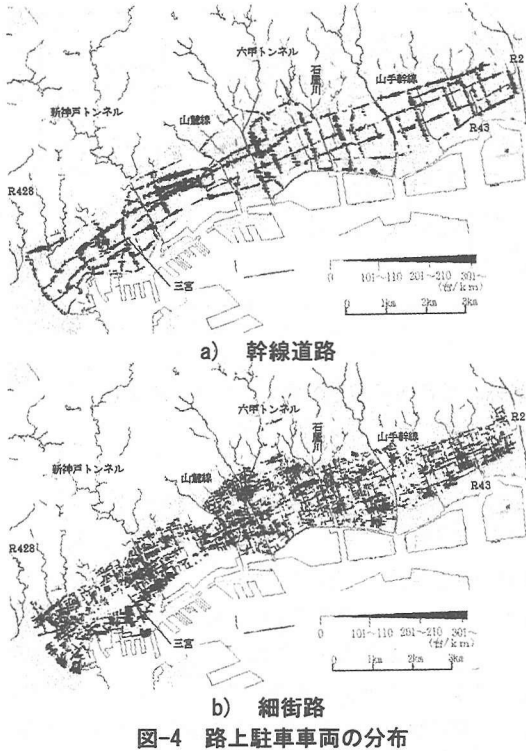 六甲トンネル
石屋川
R2
山手幹線
新神戸トンネル
山麓線
R43
R428
三宮
0 101~110 201~210 301~
(台/km)
0 1km 2km 3km
a) 幹線道路
六甲トンネル
石屋川
R2
山手幹線
新神戸トンネル
山麓線
R43
R428
三宮
0 101~110 201~210 301~
(台/km)
0 1km 2km 3km
b) 細街路
図-4 路上駐車車両の分布